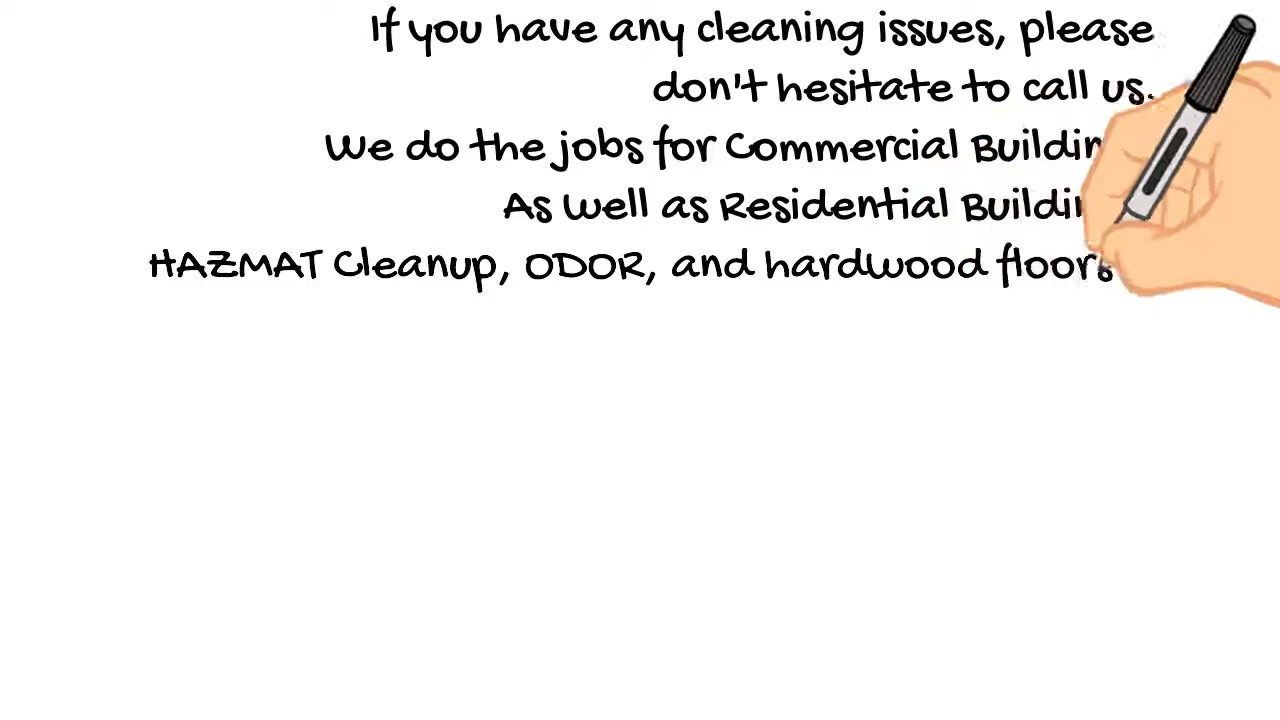 If you have any cleaning issues, please
don't hesitate to call us.
We do the jobs for Commercial
As well as Residential
HAZMAT Cleanup, ODOR, and hardwood floors